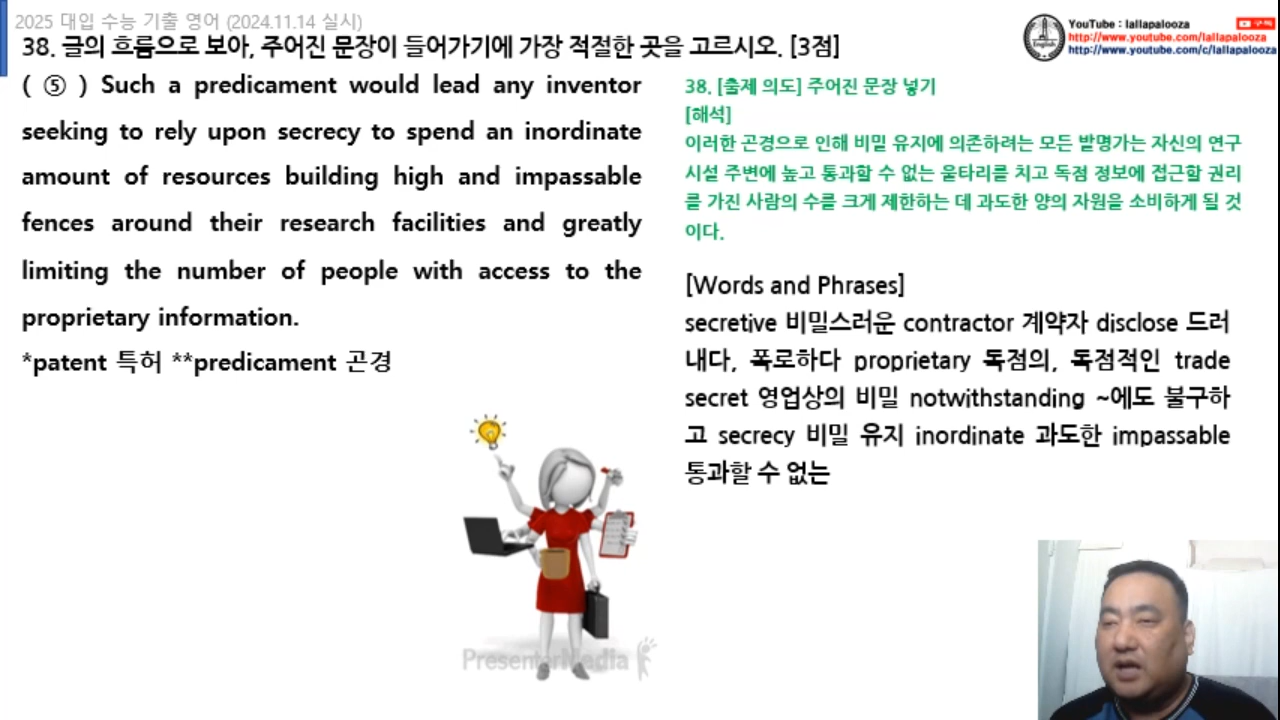 2025 대입 수능 기출 영어 (2024.11.14 실시)
38. 글의 흐름으로 보아, 주어진 문장이 들어가기에 가장 적절한 곳을 고르시오. [3점]
( ⑤ ) Such a predicament would lead any inventor
seeking to rely upon secrecy to spend an inordinate
amount of resources building high and impassable
fences around their research facilities and greatly
limiting the number of people with access to the
proprietary information.
*patent 특허 **predicament 곤경
PresenterMedia
YouTube : lallapalooza
구독
http://www.youtube.com/lallapalooza
http://www.youtube.com/c/lallapalooza
38. [출제 의도] 주어진 문장 넣기
[해석]
이러한 곤경으로 인해 비밀 유지에 의존하려는 모든 발명가는 자신의 연구
시설 주변에 높고 통과할 수 없는 울타리를 치고 독점 정보에 접근할 권리
를 가진 사람의 수를 크게 제한하는 데 과도한 양의 자원을 소비하게 될 것
이다.
[Words and Phrases]
secretive 비밀스러운 contractor 계약자 disclose 드러
내다, 폭로하다 proprietary 독점의, 독점적인 trade
secret 영업상의 비밀 notwithstanding ~에도 불구하
고 secrecy 비밀 유지 inordinate 과도한 impassable
통과할 수 없는